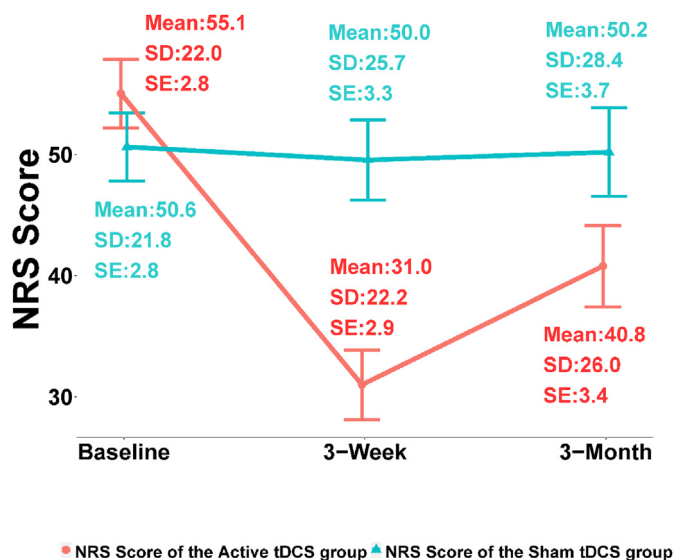 Mean:55.1
SD:22.0
SE:2.8
Mean:50.0
SD:25.7
SE:3.3
Mean:50.2
SD:28.4
SE:3.7
NRS Score
50
40
30
Mean:50.6
SD:21.8
SE:2.8
Mean:31.0
SD:22.2
SE:2.9
Mean:40.8
SD:26.0
SE:3.4
Baseline
3−Week
3−Month
NRS Score of the Active tDCS group
NRS Score of the Sham tDCS group